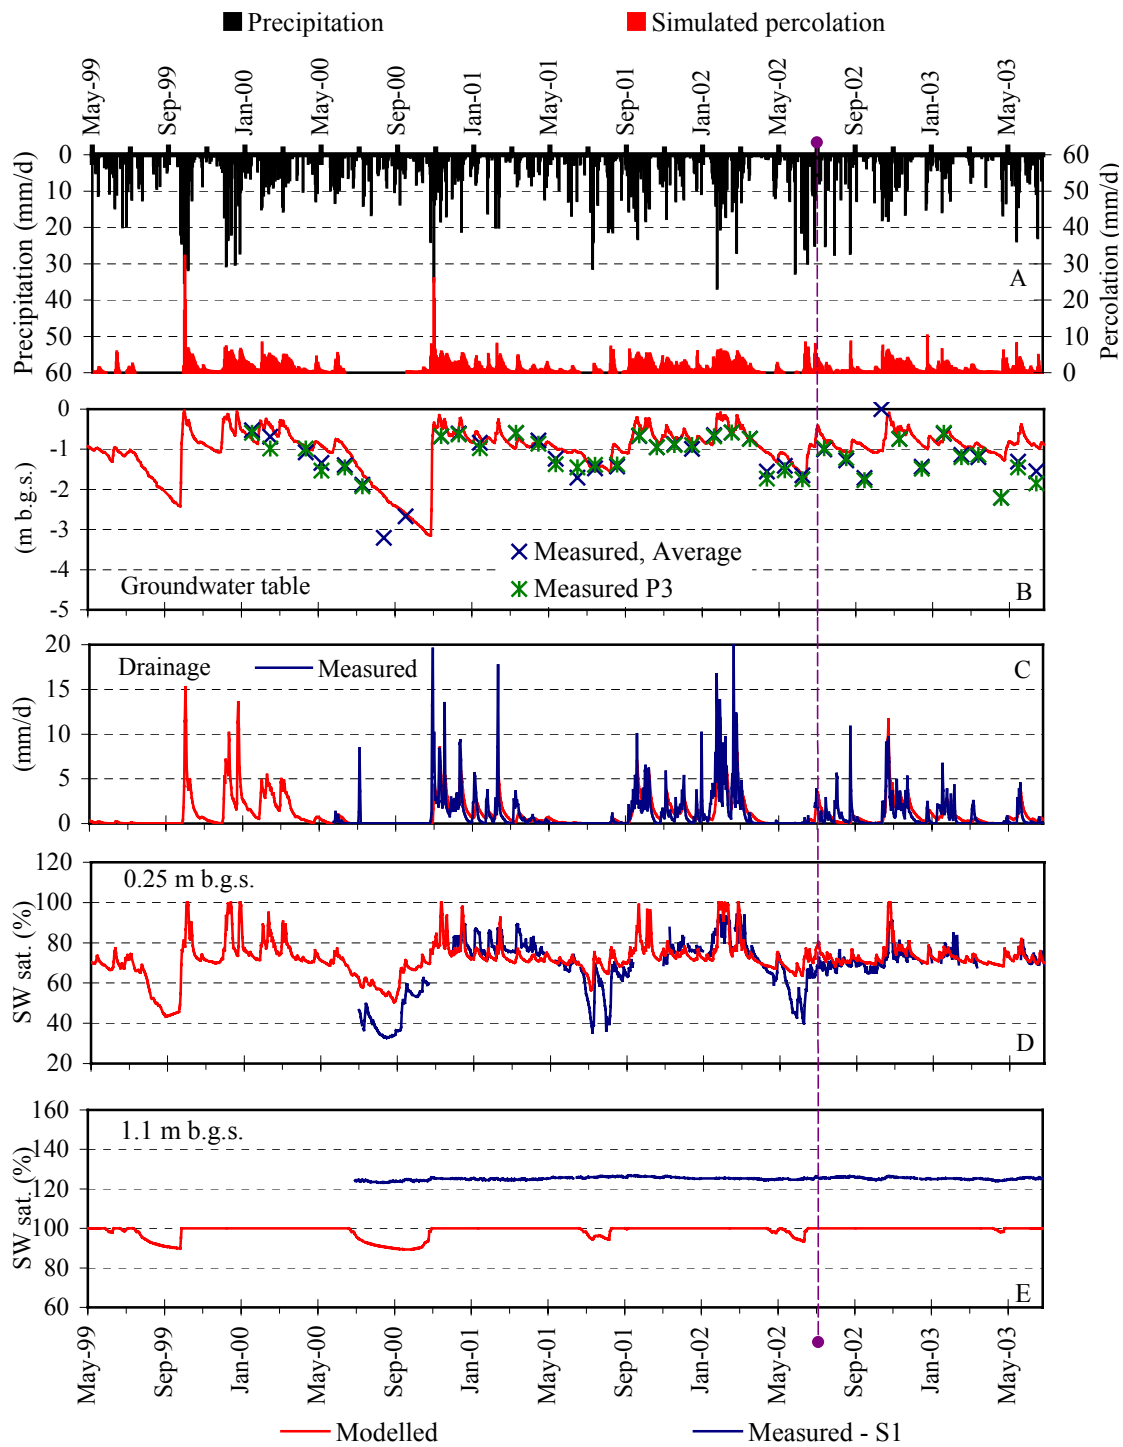 Precipitation Simulated percolation
May-99 Sep-99 Jan-00 May-00 Sep-00 Jan-01 May-01 Sep-01 Jan-02 May-02 Sep-02 Jan-03 May-03
Precipitation (mm/d)
0
10
20
30
40
50
60
60
50
40
30
20
10
0
Percolation (mm/d)
A
(m b.g.s.)
0
-1
-2
-3
-4
-5
Measured, Average
Measured P3
Groundwater table
B
(mm/d)
20
15
10
5
0
Drainage Measured
C
SW sat. (%)
120
100
80
60
40
20
0.25 m b.g.s.
D
SW sat. (%)
160
140
120
100
80
60
1.1 m b.g.s.
E
May-99 Sep-99 Jan-00 May-00 Sep-00 Jan-01 May-01 Sep-01 Jan-02 May-02 Sep-02 Jan-03 May-03
Modelled Measured - S1